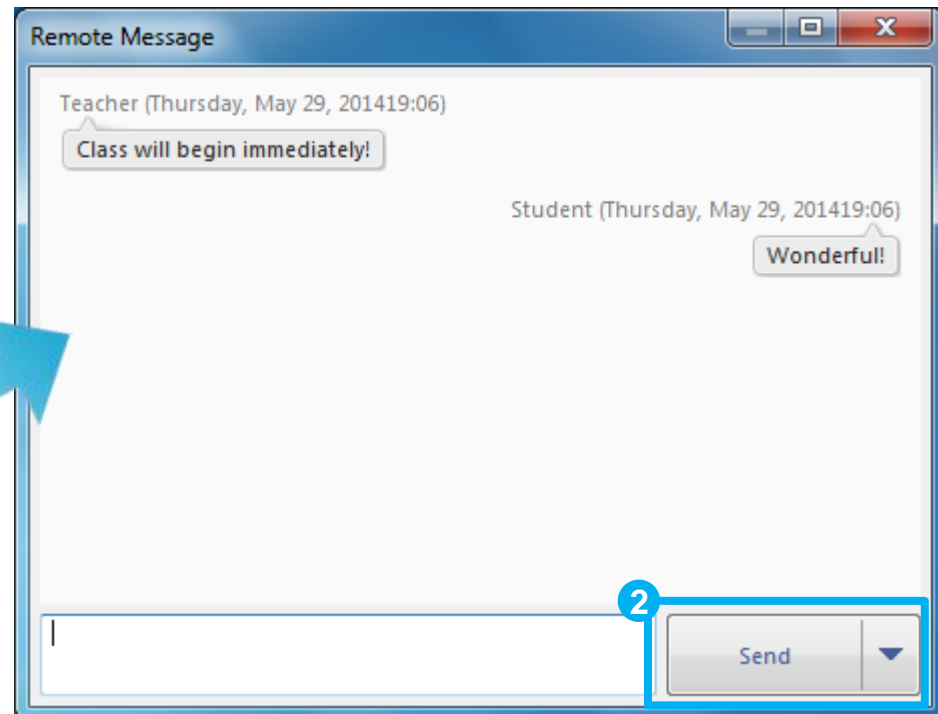 Remote Message
Teacher (Thursday, May 29, 201419:06)
Class will begin immediately!
Student (Thursday, May 29, 201419:06)
Wonderful!
2
Send